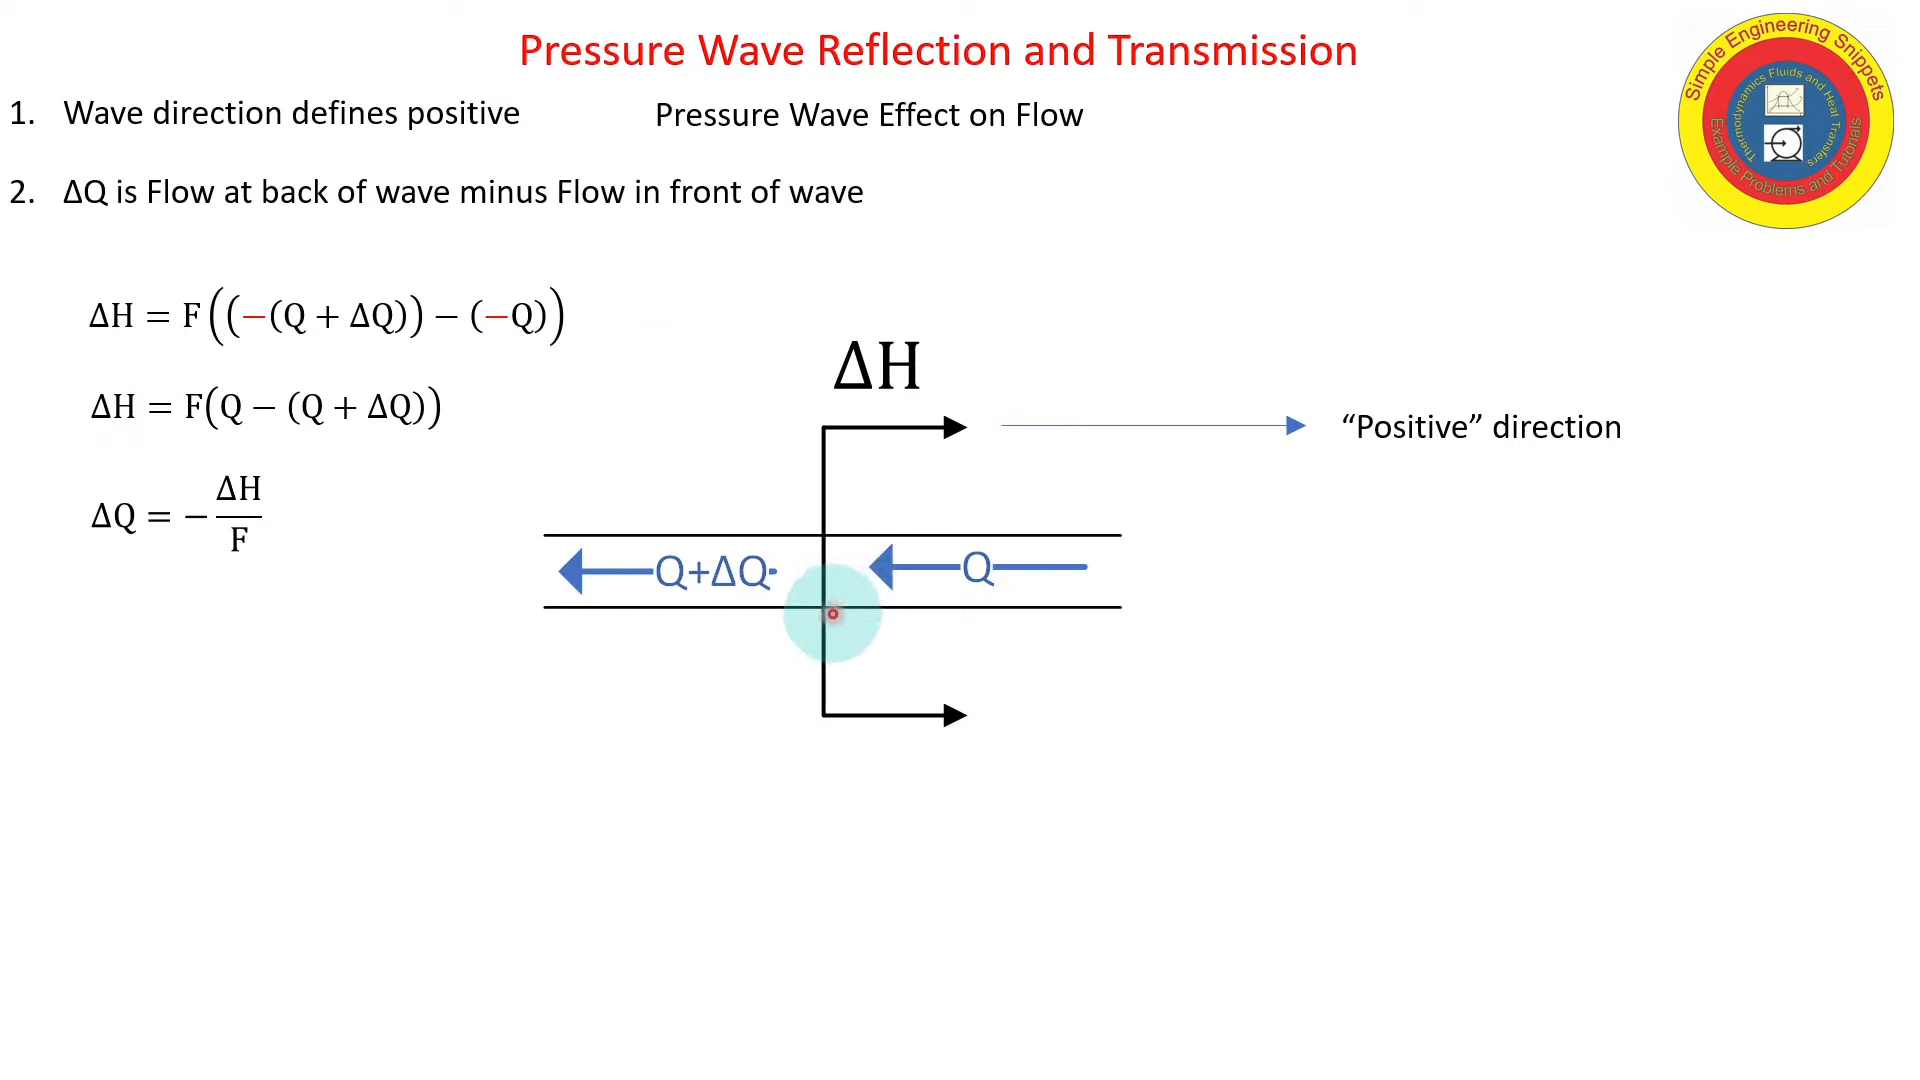 Pressure Wave Reflection and Transmission
1. Wave direction defines positive
Pressure Wave Effect on Flow
2. ΔQ is Flow at back of wave minus Flow in front of wave
ΔH = F((−(Q + ΔQ)) − (−Q))
ΔH = F(Q − (Q + ΔQ))
ΔQ = −ΔH/F
ΔH
“Positive” direction
Q+ΔQ
Q
Simple Engineering Snippets
Thermodynamics Fluids and Heat Transfers
Example Problems and Tutorials